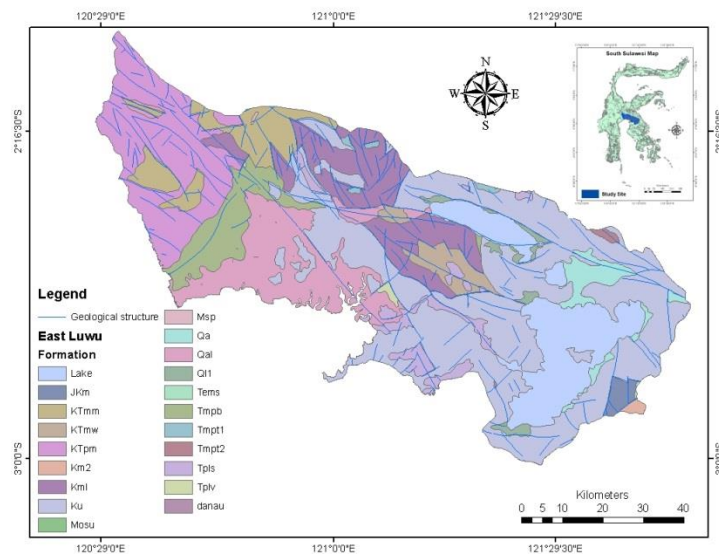 120°29'0"E 121°0'0"E 121°29'30"E
South Sulawesi Map
Study Site
N
W E
S
2°16'30"S
Legend
Geological structure
East Luwu
Formation
Lake
JKm
KTmm
KTmw
KTpm
Km2
Kml
Ku
Mosu
Msp
Qa
Qal
Ql1
Tems
Tmpb
Tmpt1
Tmpt2
Tpls
Tplv
danau
3°0'0"S
Kilometers
0 5 10 20 30 40
120°29'0"E 121°0'0"E 121°29'30"E